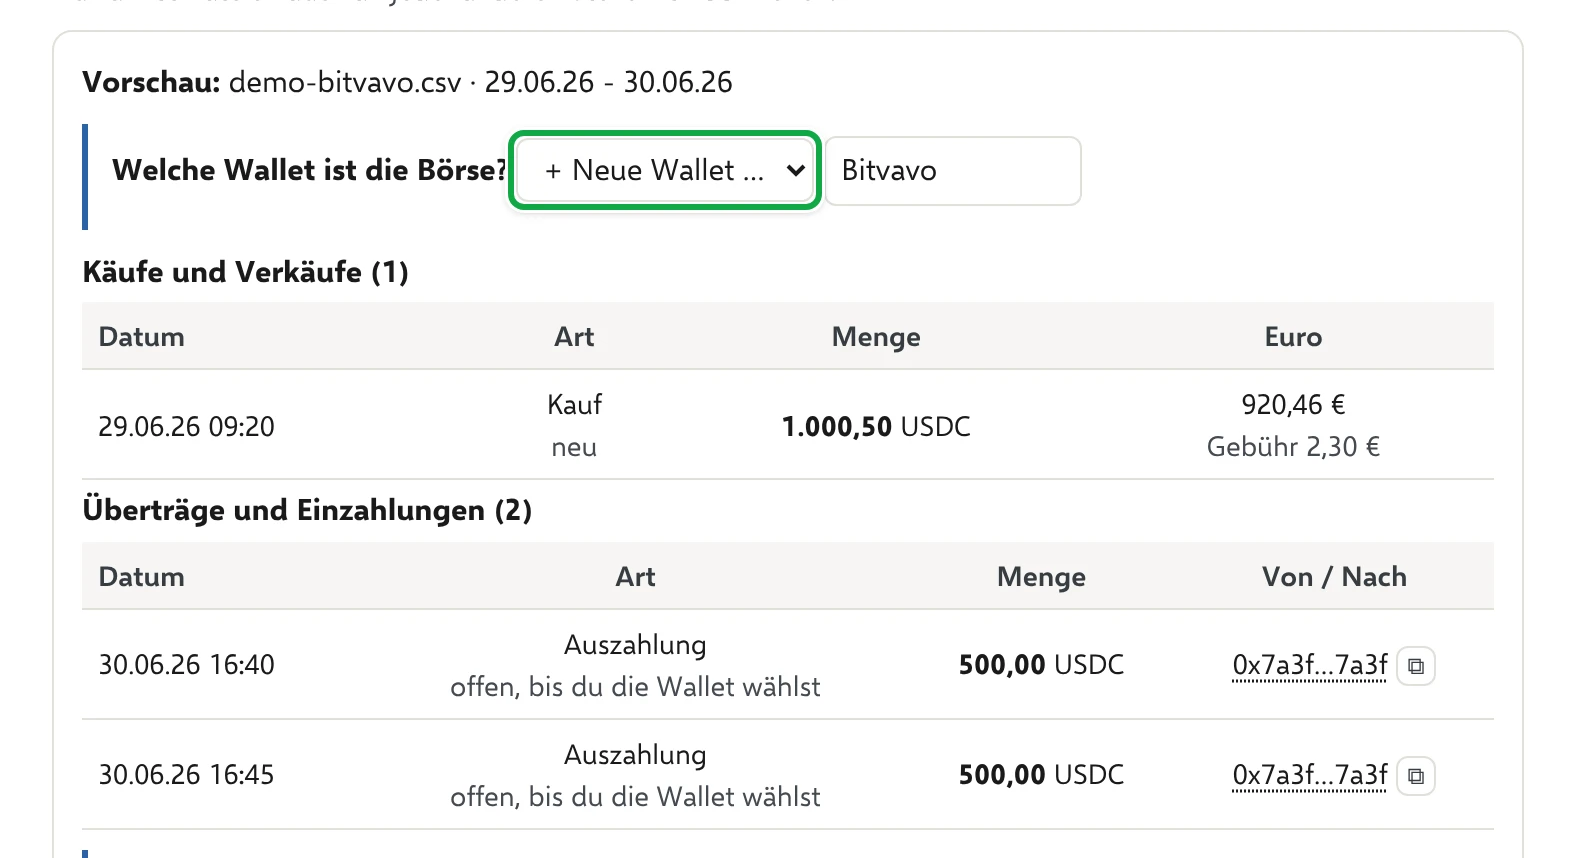 Vorschau: demo-bitvavo.csv · 29.06.26 - 30.06.26
Welche Wallet ist die Börse? + Neue Wallet ... Bitvavo
Käufe und Verkäufe (1)
Datum Art Menge Euro
29.06.26 09:20 Kauf neu 1.000,50 USDC 920,46 € Gebühr 2,30 €
Überträge und Einzahlungen (2)
Datum Art Menge Von / Nach
30.06.26 16:40 Auszahlung offen, bis du die Wallet wählst 500,00 USDC 0x7a3f...7a3f
30.06.26 16:45 Auszahlung offen, bis du die Wallet wählst 500,00 USDC 0x7a3f...7a3f